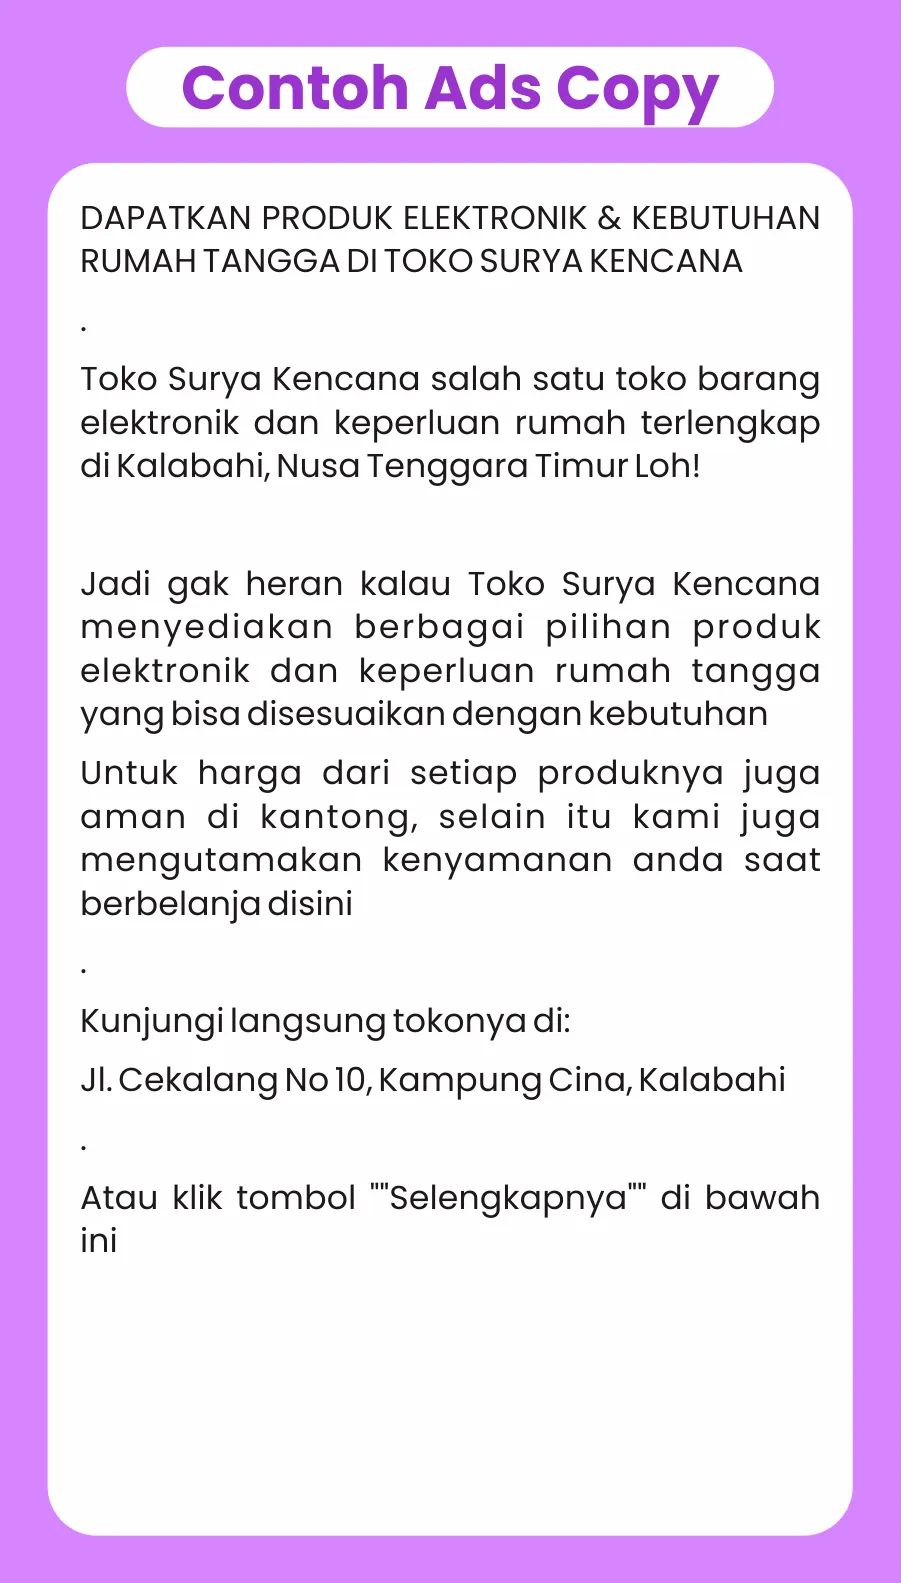 Contoh Ads Copy
DAPATKAN PRODUK ELEKTRONIK & KEBUTUHAN
RUMAH TANGGA DI TOKO SURYA KENCANA
.
Toko Surya Kencana salah satu toko barang
elektronik dan keperluan rumah terlengkap
di Kalabahi, Nusa Tenggara Timur Loh!
Jadi gak heran kalau Toko Surya Kencana
menyediakan berbagai pilihan produk
elektronik dan keperluan rumah tangga
yang bisa disesuaikan dengan kebutuhan
Untuk harga dari setiap produknya juga
aman di kantong, selain itu kami juga
mengutamakan kenyamanan anda saat
berbelanja disini
.
Kunjungi langsung tokonya di:
Jl. Cekalang No 10, Kampung Cina, Kalabahi
.
Atau klik tombol ""Selengkapnya"" di bawah
ini